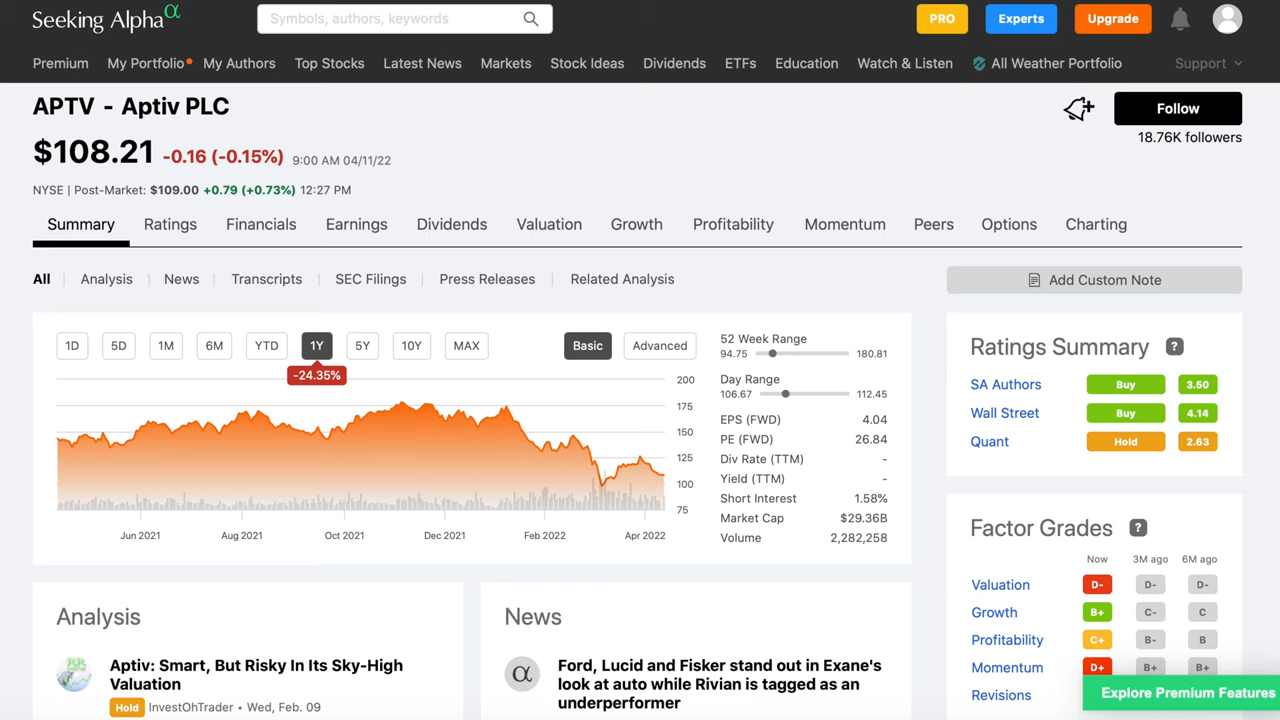 Seeking Alpha α
Symbols, authors, keywords
PRO
Experts
Upgrade
Premium My Portfolio My Authors Top Stocks Latest News Markets Stock Ideas Dividends ETFs Education Watch & Listen All Weather Portfolio Support
APTV - Aptiv PLC
Follow
18.76K followers
$108.21 -0.16 (-0.15%) 9:00 AM 04/11/22
NYSE | Post-Market: $109.00 +0.79 (+0.73%) 12:27 PM
Summary Ratings Financials Earnings Dividends Valuation Growth Profitability Momentum Peers Options Charting
All | Analysis | News | Transcripts | SEC Filings | Press Releases | Related Analysis
Add Custom Note
1D 5D 1M 6M YTD 1Y 5Y 10Y MAX
Basic Advanced
-24.35%
200
175
150
125
100
75
Jun 2021 Aug 2021 Oct 2021 Dec 2021 Feb 2022 Apr 2022
52 Week Range
94.75 180.81
Day Range
106.67 112.45
EPS (FWD) 4.04
PE (FWD) 26.84
Div Rate (TTM) -
Yield (TTM) -
Short Interest 1.58%
Market Cap $29.36B
Volume 2,282,258
Ratings Summary ?
SA Authors Buy 3.50
Wall Street Buy 4.14
Quant Hold 2.63
Factor Grades ?
Now 3M ago 6M ago
Valuation D- D- D-
Growth B+ C- C
Profitability C+ B- B
Momentum D+ B+ B+
Revisions
Explore Premium Features
Analysis
Aptiv: Smart, But Risky In Its Sky-High
Valuation
Hold InvestOhTrader • Wed, Feb. 09
News
α
Ford, Lucid and Fisker stand out in Exane's
look at auto while Rivian is tagged as an
underperformer